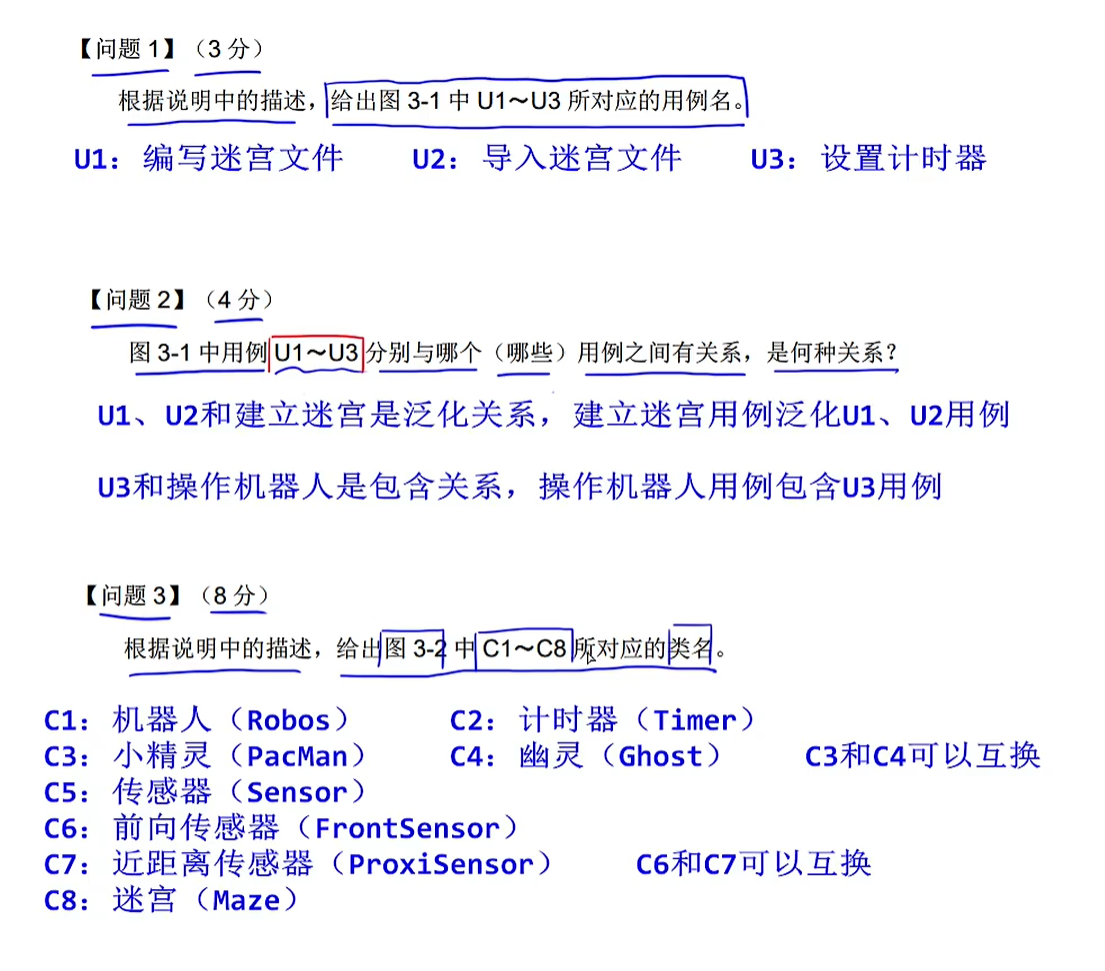 【问题 1】（3 分）
根据说明中的描述，给出图 3-1 中 U1～U3 所对应的用例名。
U1：编写迷宫文件 U2：导入迷宫文件 U3：设置计时器
【问题 2】（4 分）
图 3-1 中用例 U1～U3 分别与哪个（哪些）用例之间有关系，是何种关系？
U1、U2和建立迷宫是泛化关系，建立迷宫用例泛化U1、U2用例
U3和操作机器人是包含关系，操作机器人用例包含U3用例
【问题 3】（8 分）
根据说明中的描述，给出图 3-2 中 C1～C8 所对应的类名。
C1：机器人（Robos） C2：计时器（Timer）
C3：小精灵（PacMan） C4：幽灵（Ghost） C3和C4可以互换
C5：传感器（Sensor）
C6：前向传感器（FrontSensor）
C7：近距离传感器（ProxiSensor） C6和C7可以互换
C8：迷宫（Maze）